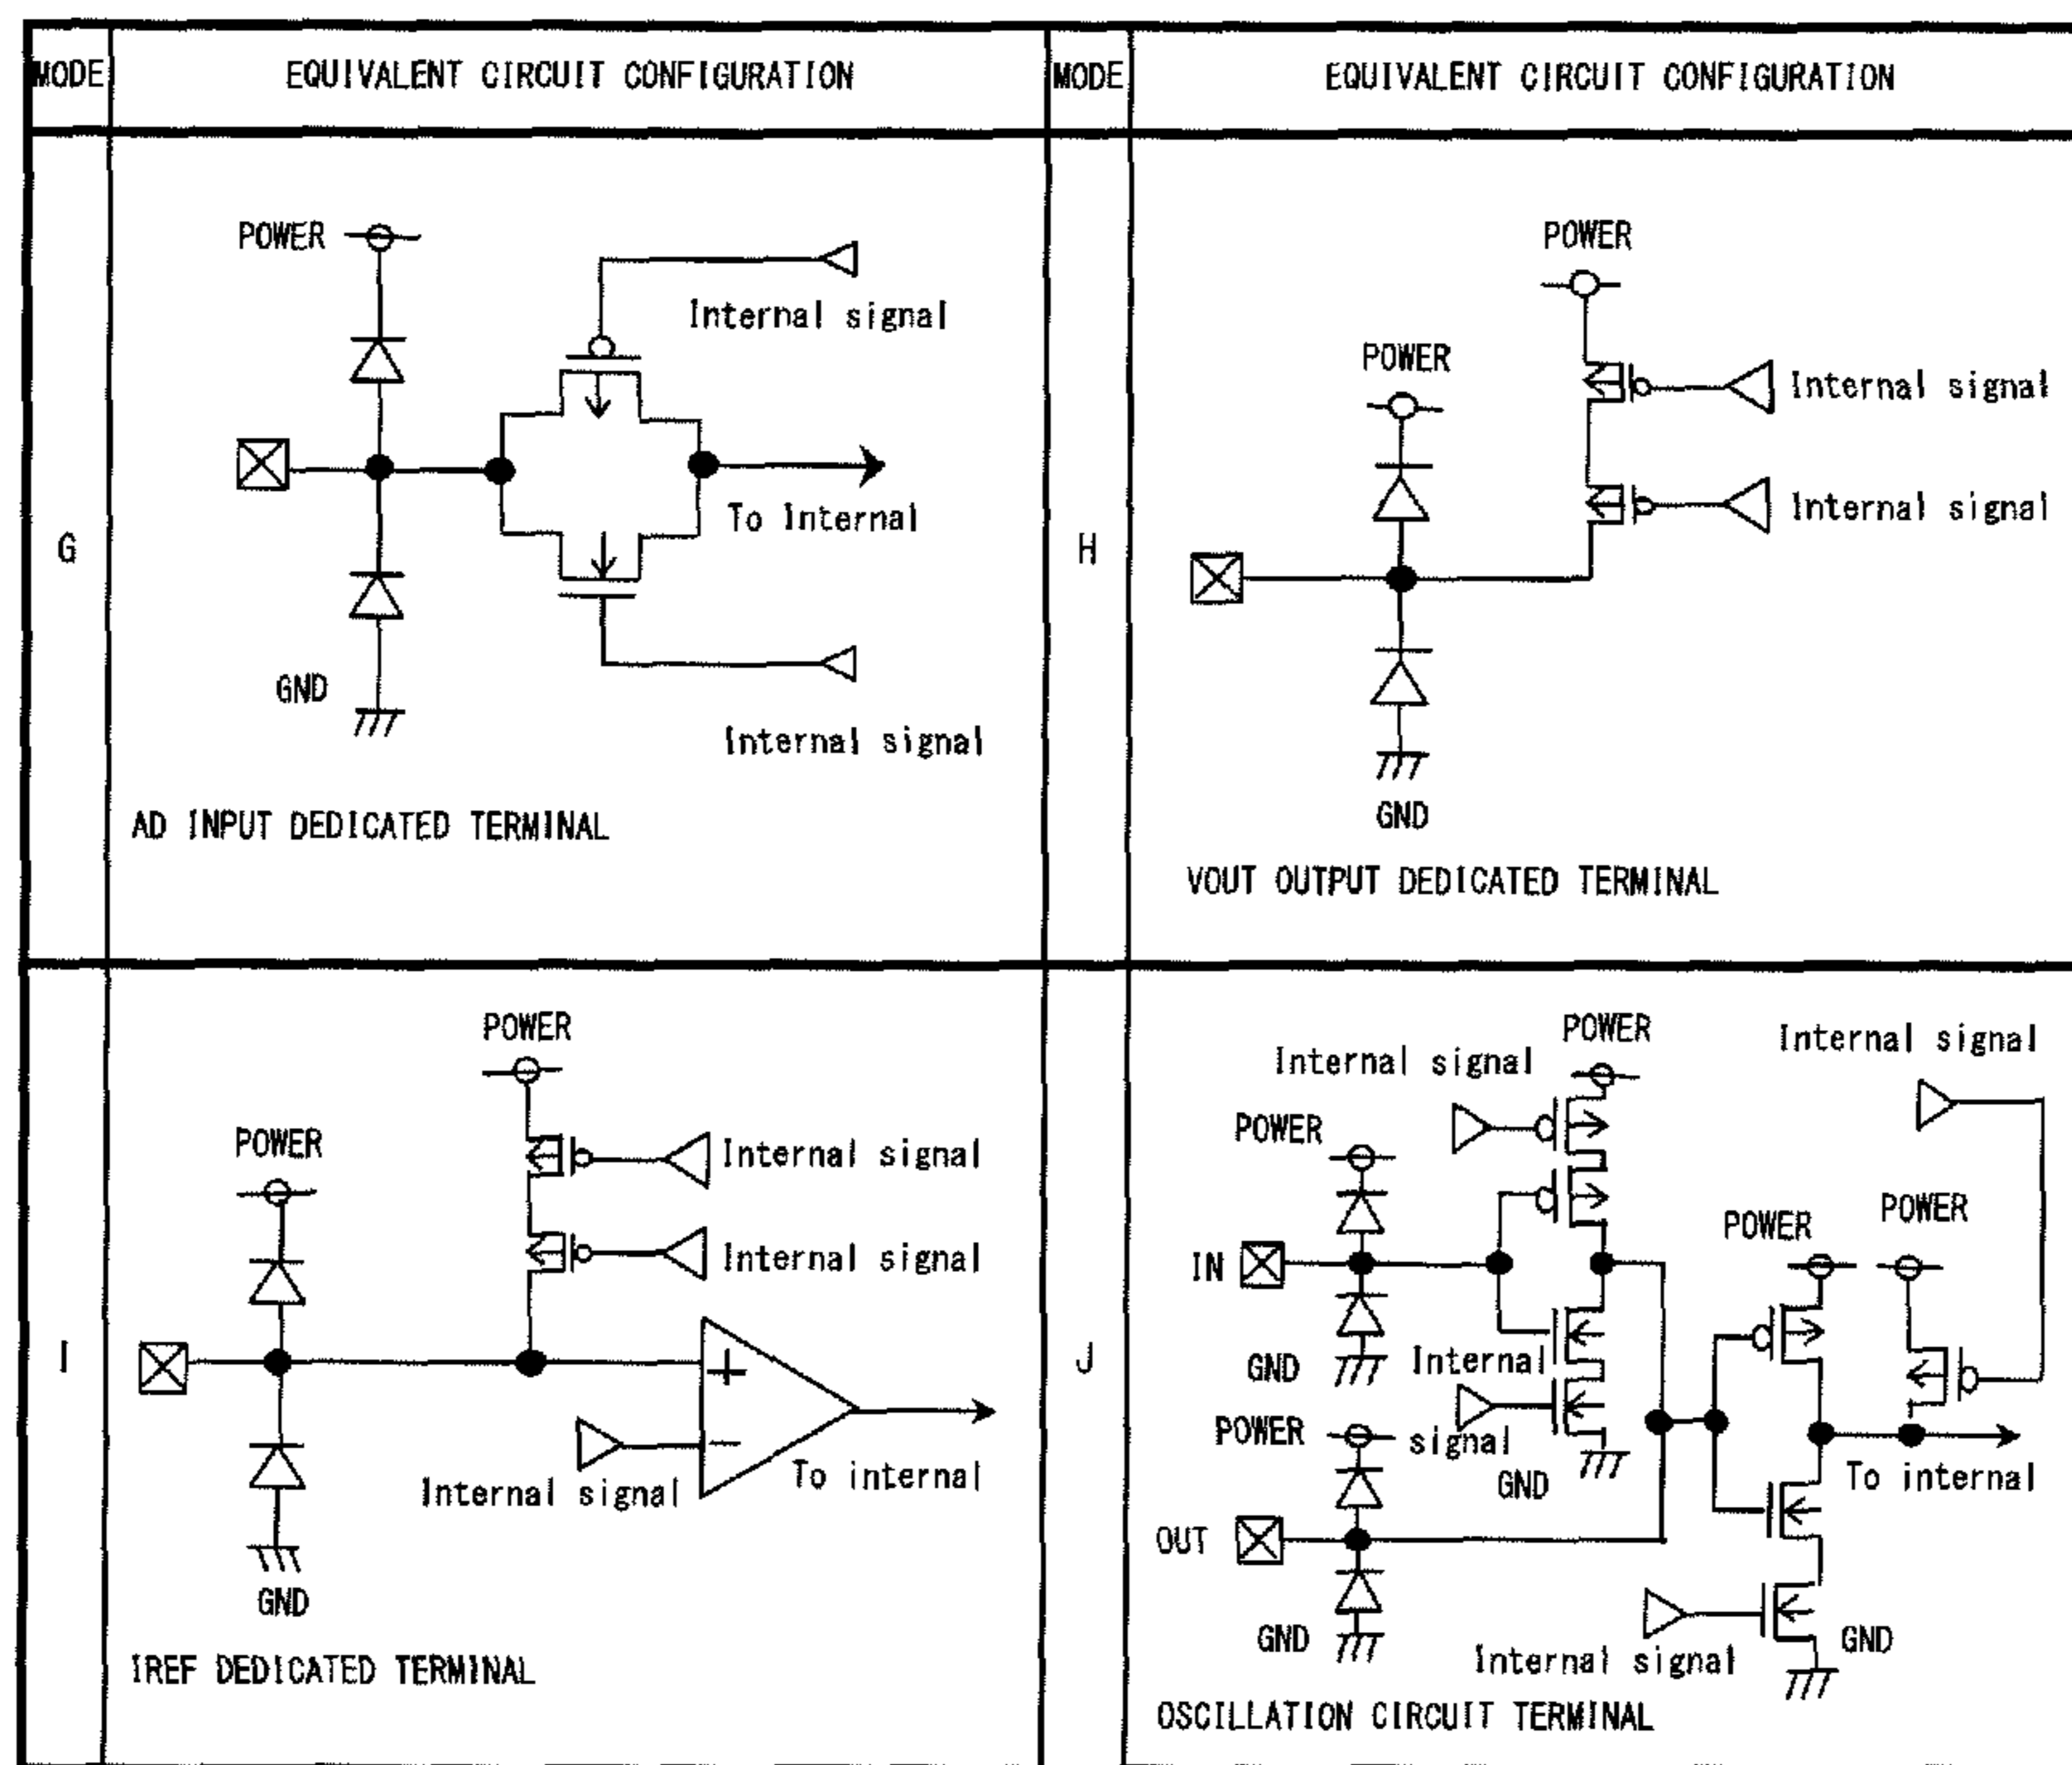 MODE EQUIVALENT CIRCUIT CONFIGURATION MODE EQUIVALENT CIRCUIT CONFIGURATION
G
POWER
Internal signal
To Internal
GND
Internal signal
AD INPUT DEDICATED TERMINAL
H
POWER
POWER
Internal signal
Internal signal
GND
VOUT OUTPUT DEDICATED TERMINAL
I
POWER
POWER
Internal signal
Internal signal
+
−
Internal signal
To internal
GND
IREF DEDICATED TERMINAL
J
POWER
Internal signal
Internal signal
POWER
POWER
POWER
IN
GND
Internal
signal
POWER
GND
To internal
OUT
GND
Internal signal
GND
OSCILLATION CIRCUIT TERMINAL